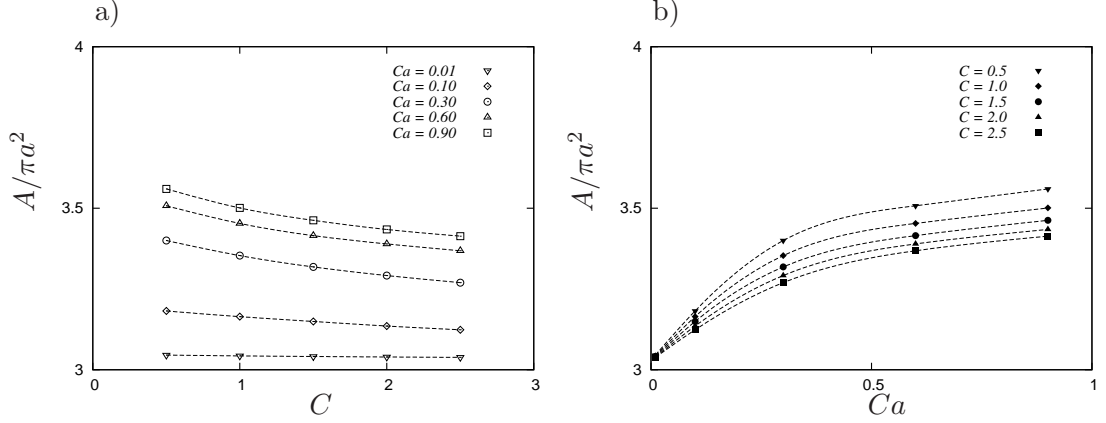 a)
4
3.5
3
A/πa²
0
1
2
3
C
Ca = 0.01
Ca = 0.10
Ca = 0.30
Ca = 0.60
Ca = 0.90
b)
4
3.5
3
A/πa²
0
0.5
1
Ca
C = 0.5
C = 1.0
C = 1.5
C = 2.0
C = 2.5